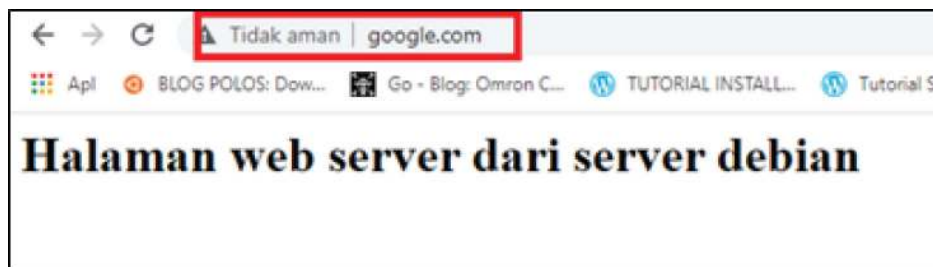 Tidak aman | google.com
Apl BLOG POLOS: Dow... Go - Blog: Omron C... TUTORIAL INSTALL... Tutorial S
Halaman web server dari server debian